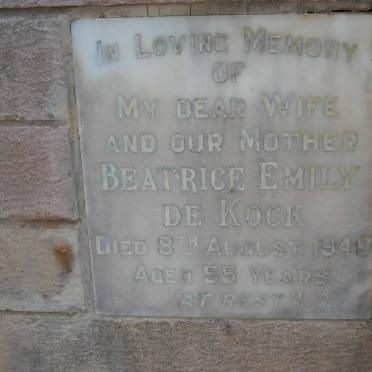 In Loving Memory
OF
My dear Wife
and our Mother
Beatrice Emily
de Kock
Died 8th August 1949
Aged 55 Years
"At Rest"